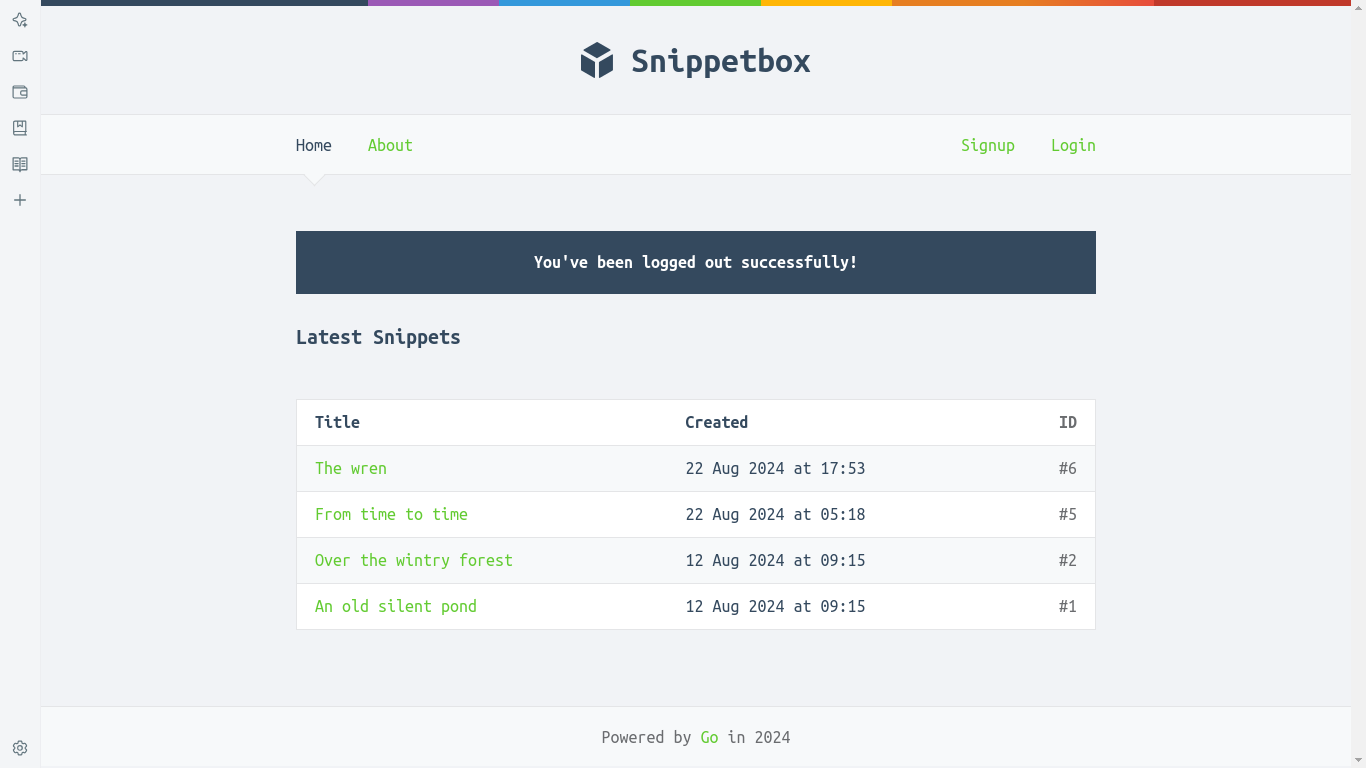 Snippetbox
Home About Signup Login
You've been logged out successfully!
Latest Snippets
Title Created ID
The wren 22 Aug 2024 at 17:53 #6
From time to time 22 Aug 2024 at 05:18 #5
Over the wintry forest 12 Aug 2024 at 09:15 #2
An old silent pond 12 Aug 2024 at 09:15 #1
Powered by Go in 2024